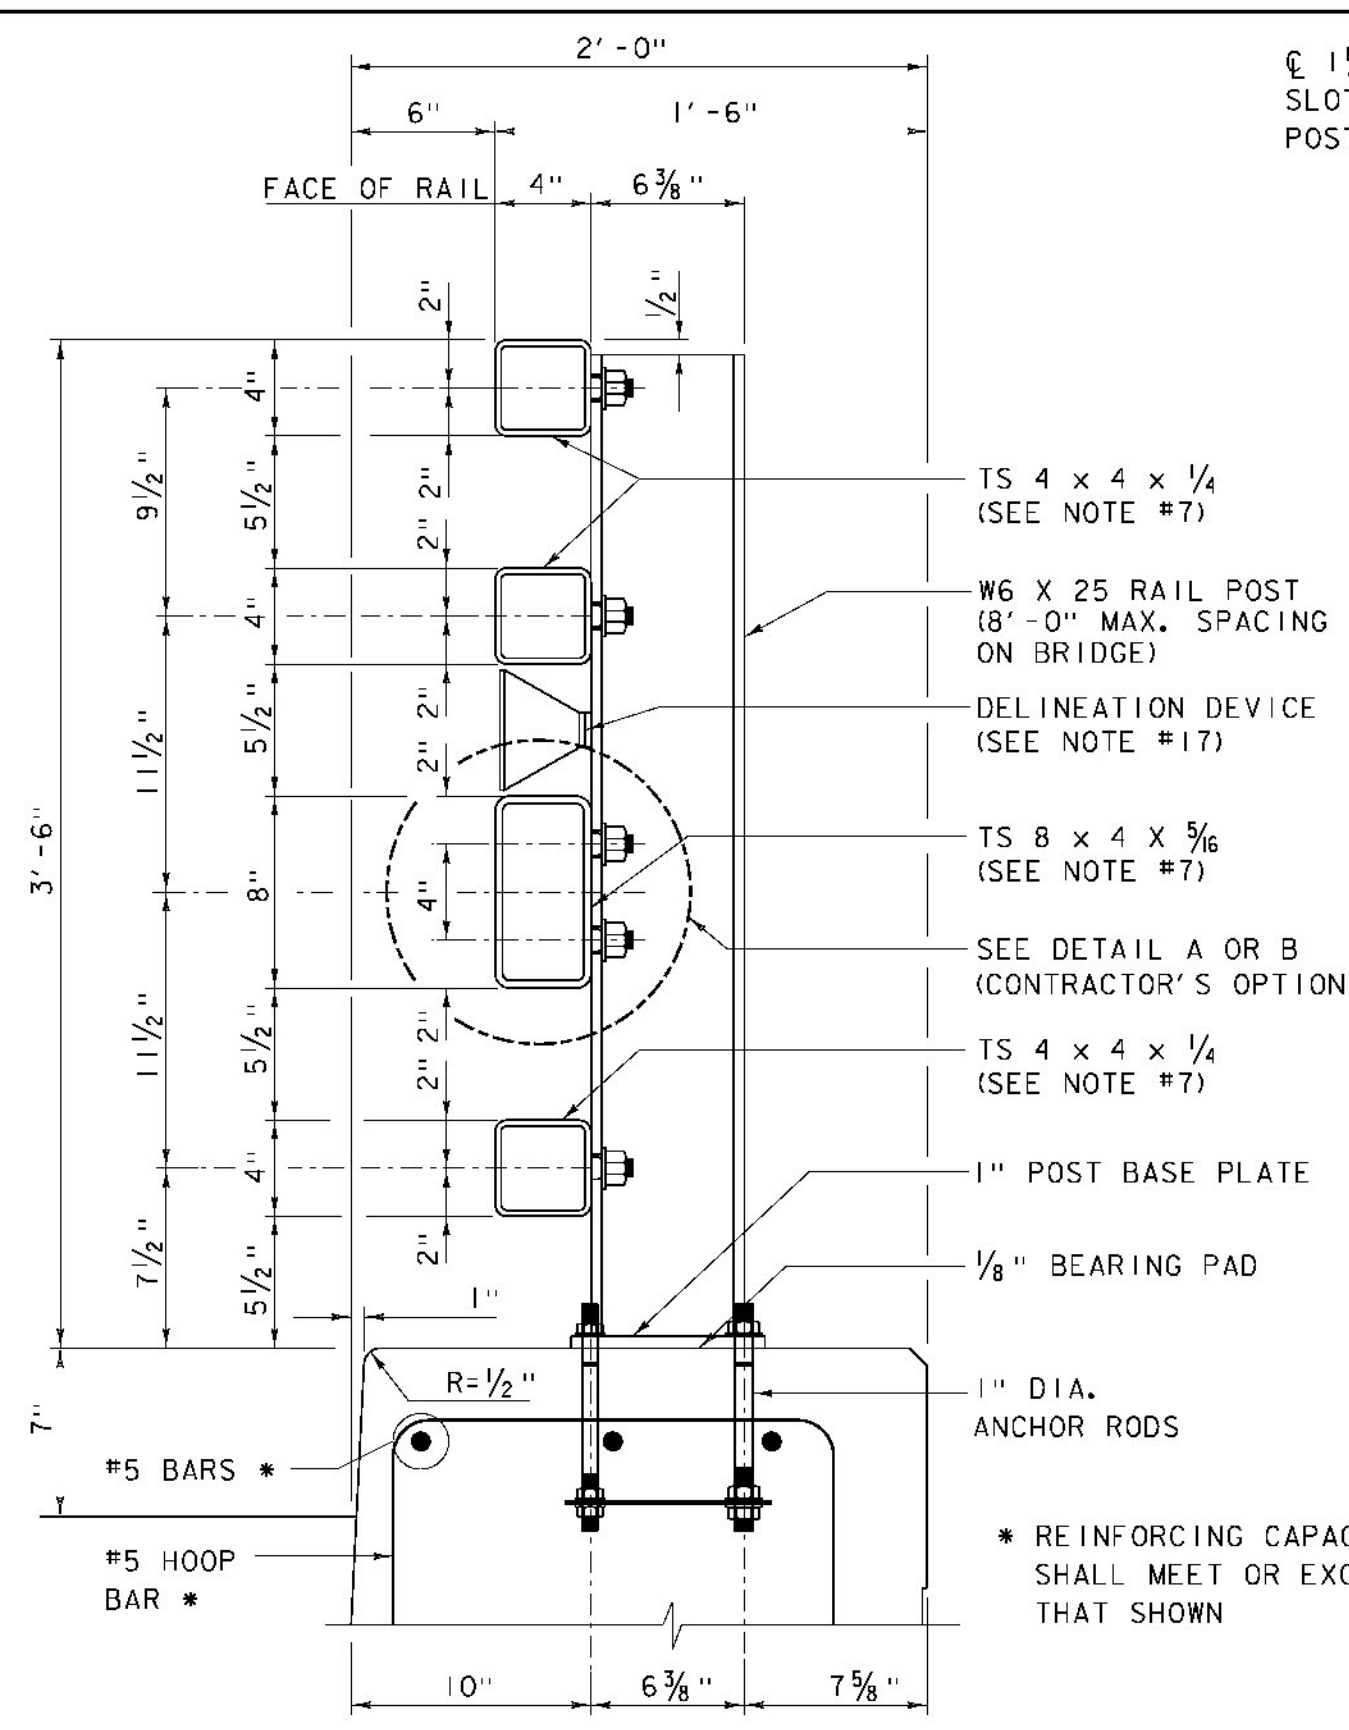 2'-0"
℄ 1
SLOT
POST
6"
1'-6"
FACE OF RAIL
4"
6 3/8"
2"
1/2"
4"
9 1/2"
5 1/2"
2"
TS 4 x 4 x 1/4
(SEE NOTE #7)
2"
4"
W6 X 25 RAIL POST
(8'-0" MAX. SPACING
ON BRIDGE)
11 1/2"
5 1/2"
2"
DELINEATION DEVICE
(SEE NOTE #17)
2"
3'-6"
8"
4"
TS 8 x 4 X 5/16
(SEE NOTE #7)
SEE DETAIL A OR B
(CONTRACTOR'S OPTION
11 1/2"
5 1/2"
2"
2"
TS 4 x 4 x 1/4
(SEE NOTE #7)
4"
1" POST BASE PLATE
7 1/2"
5 1/2"
2"
1/8" BEARING PAD
1"
R=1/2"
7"
1" DIA.
ANCHOR RODS
#5 BARS *
#5 HOOP
BAR *
* REINFORCING CAPAC
SHALL MEET OR EXC
THAT SHOWN
10"
6 3/8"
7 5/8"